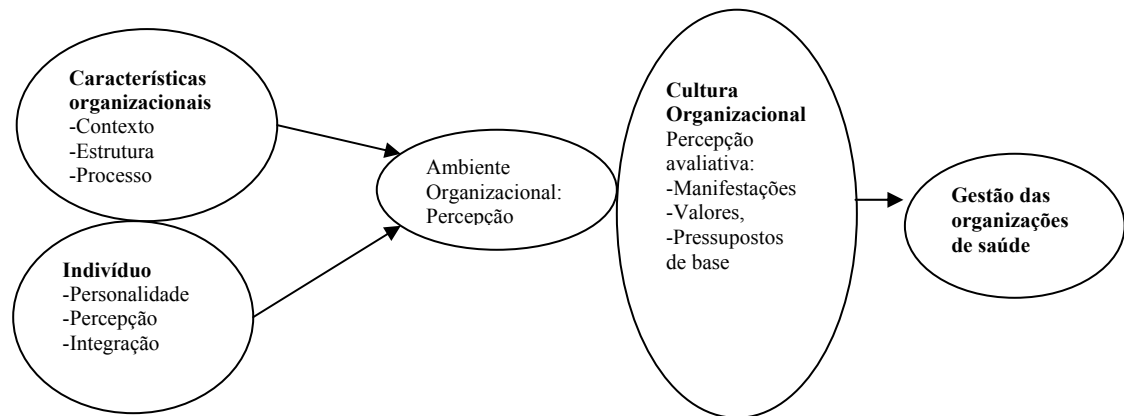 Características
organizacionais
-Contexto
-Estrutura
-Processo
Indivíduo
-Personalidade
-Percepção
-Integração
Ambiente
Organizacional:
Percepção
Cultura
Organizacional
Percepção
avaliativa:
-Manifestações
-Valores,
-Pressupostos
de base
Gestão das
organizações
de saúde